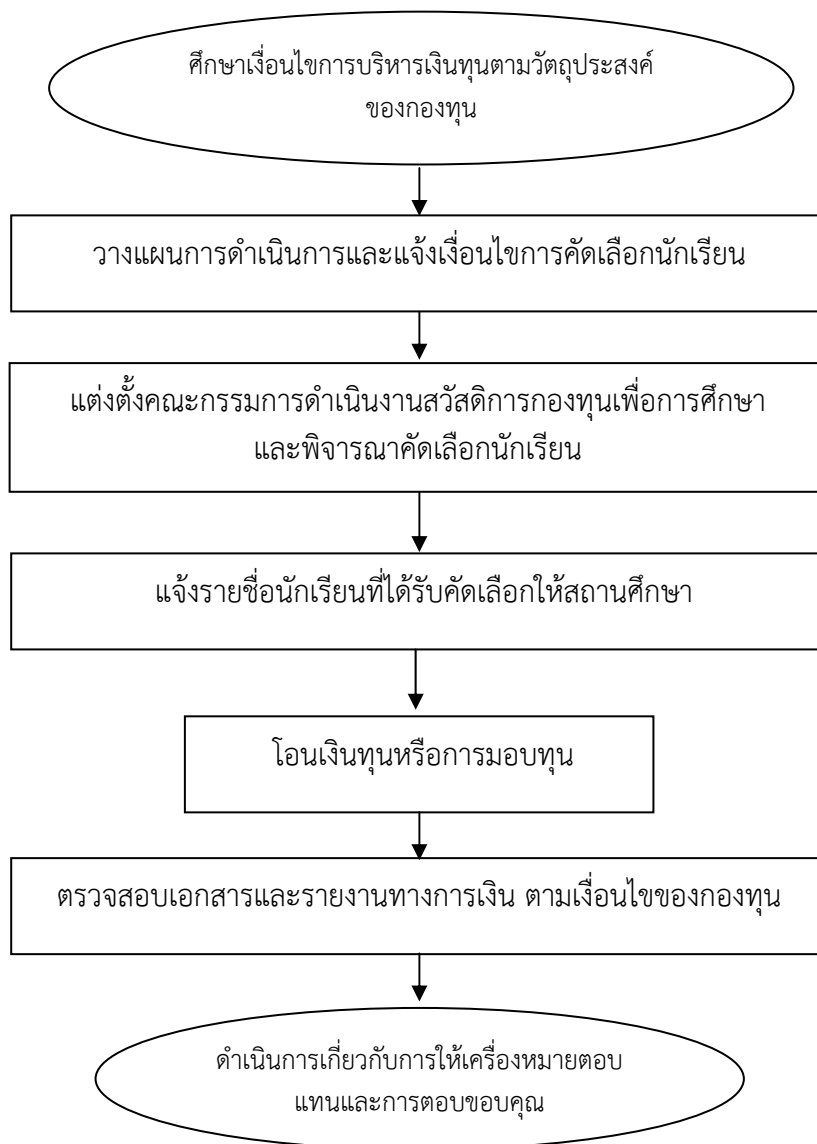 ศึกษาเงื่อนไขการบริหารเงินทุนตามวัตถุประสงค์
ของกองทุน
วางแผนการดำเนินการและแจ้งเงื่อนไขการคัดเลือกนักเรียน
แต่งตั้งคณะกรรมการดำเนินงานสวัสดิการกองทุนเพื่อการศึกษา
และพิจารณาคัดเลือกนักเรียน
แจ้งรายชื่อนักเรียนที่ได้รับคัดเลือกให้สถานศึกษา
โอนเงินทุนหรือการมอบทุน
ตรวจสอบเอกสารและรายงานทางการเงิน ตามเงื่อนไขของกองทุน
ดำเนินการเกี่ยวกับการให้เครื่องหมายตอบ
แทนและการตอบขอบคุณ